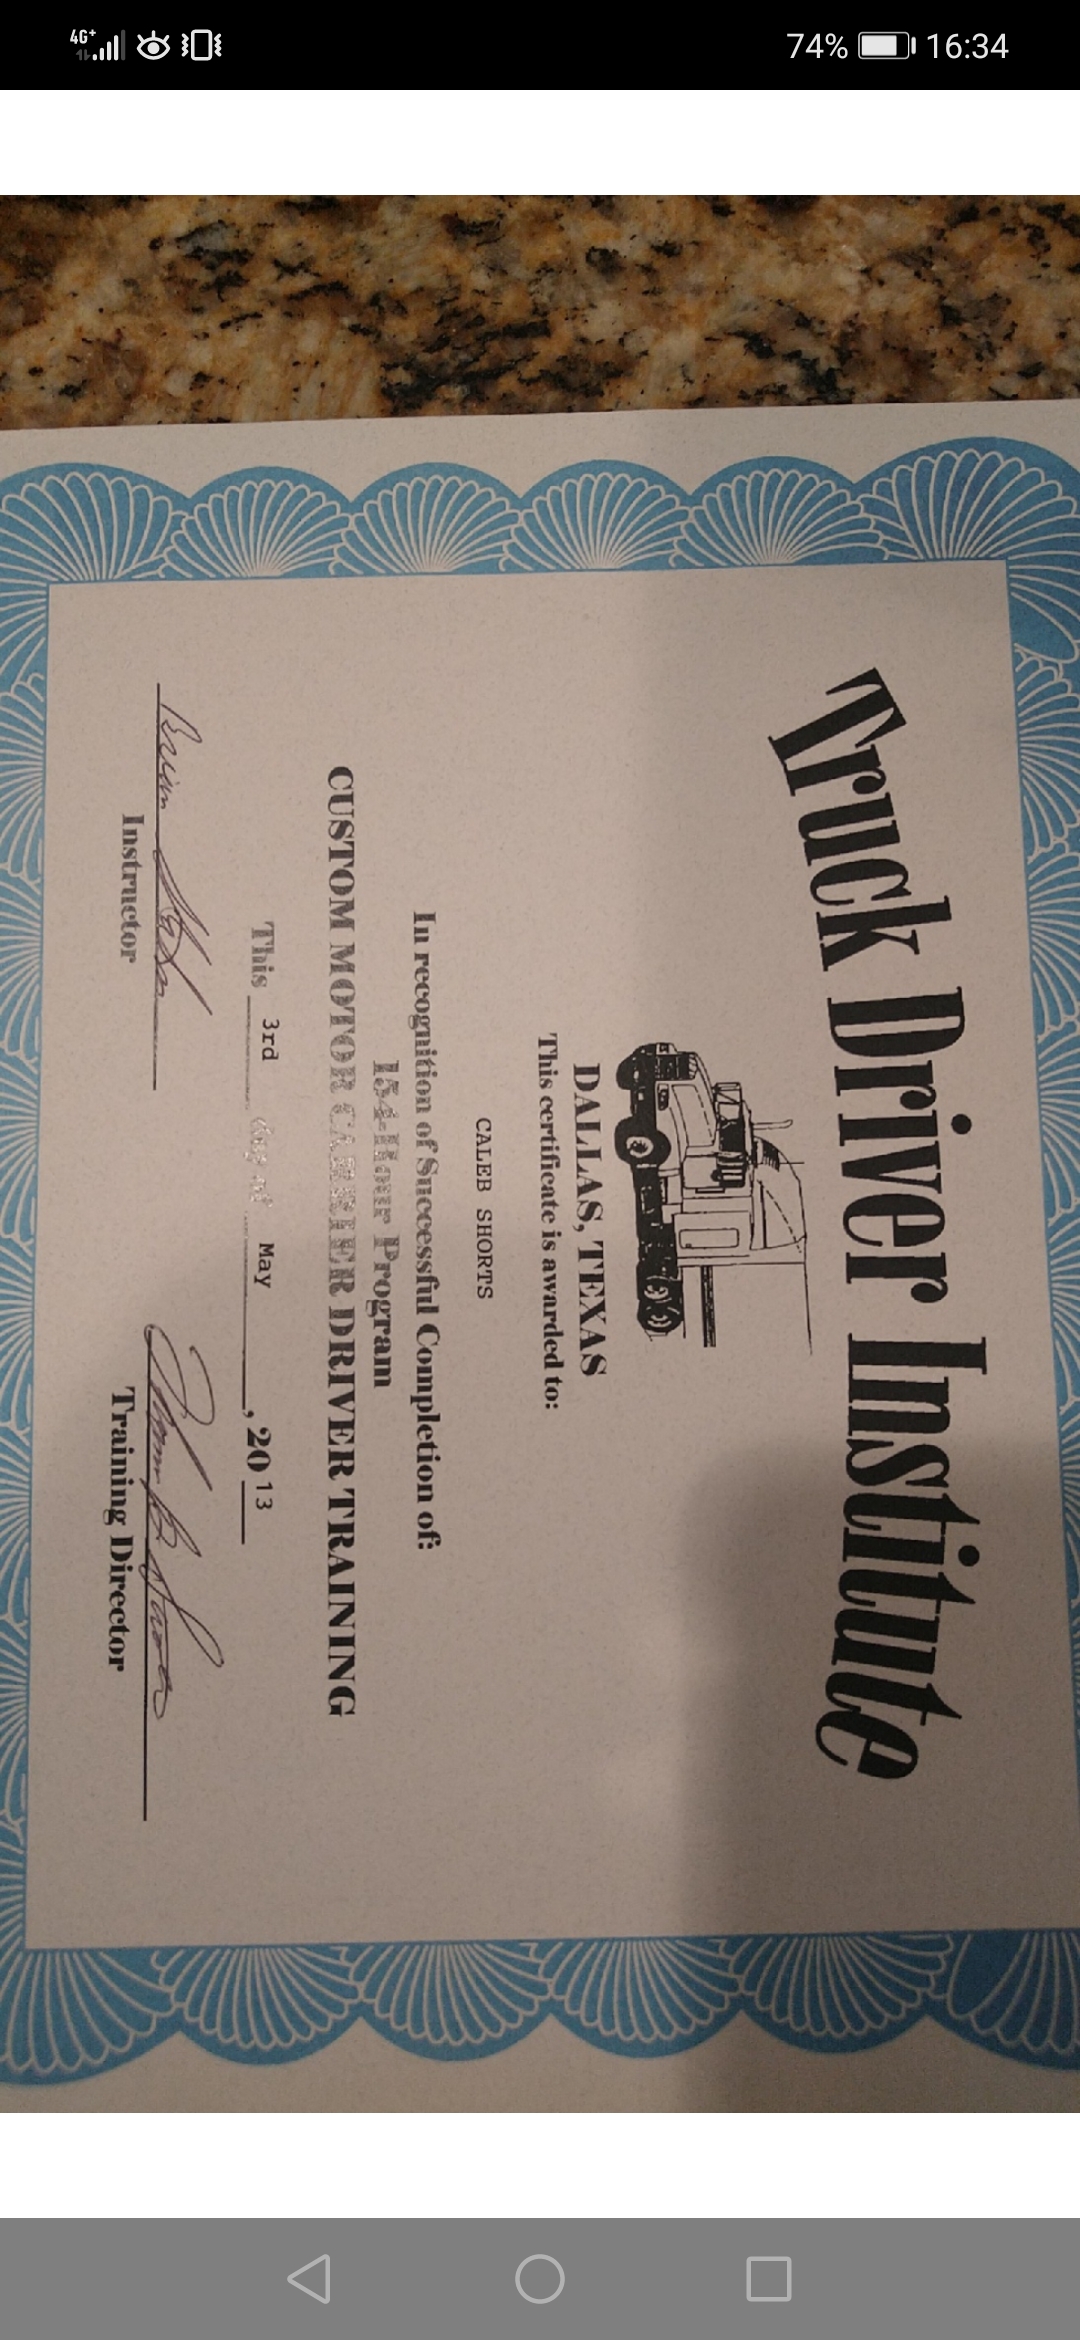 4G+
74% 16:34
Truck Driver Institute
DALLAS, TEXAS
This certificate is awarded to:
CALEB SHORTS
In recognition of Successful Completion of:
154-Hour Program
CUSTOM MOTOR CARRIER DRIVER TRAINING
This 3rd day of May, 20 13
Instructor
Training Director